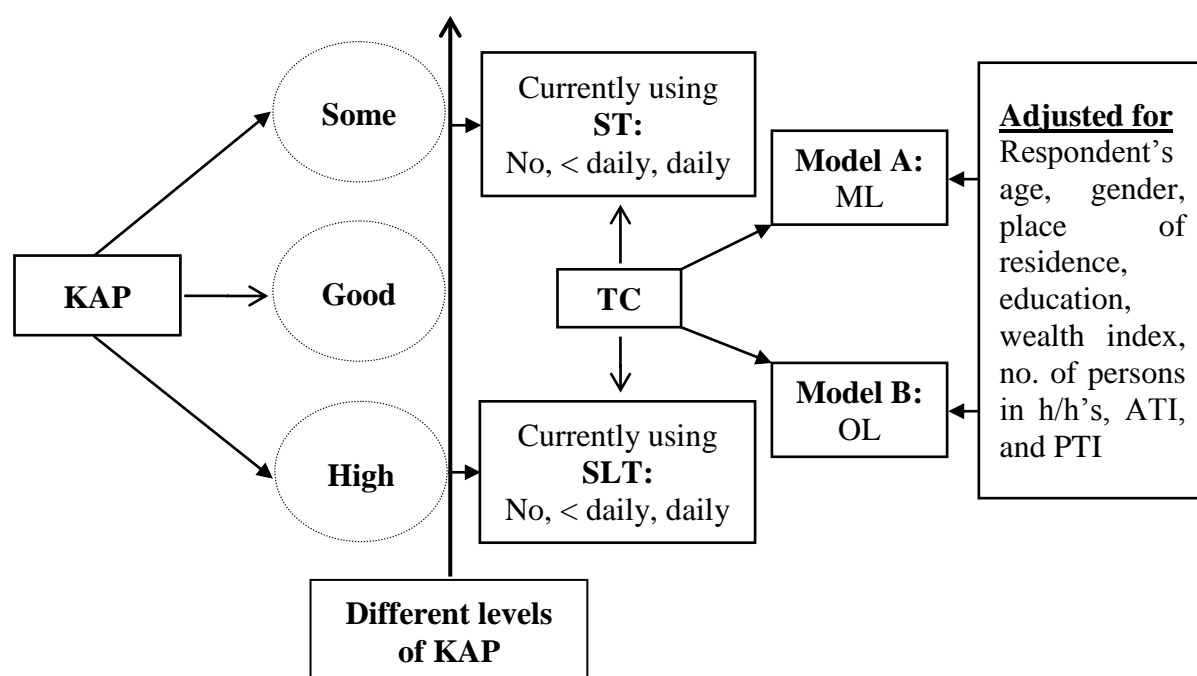 KAP
Some
Good
High
Different levels
of KAP
Currently using
ST:
No, < daily, daily
TC
Currently using
SLT:
No, < daily, daily
Model A:
ML
Model B:
OL
Adjusted for
Respondent’s
age, gender,
place of
residence,
education,
wealth index,
no. of persons
in h/h’s, ATI,
and PTI